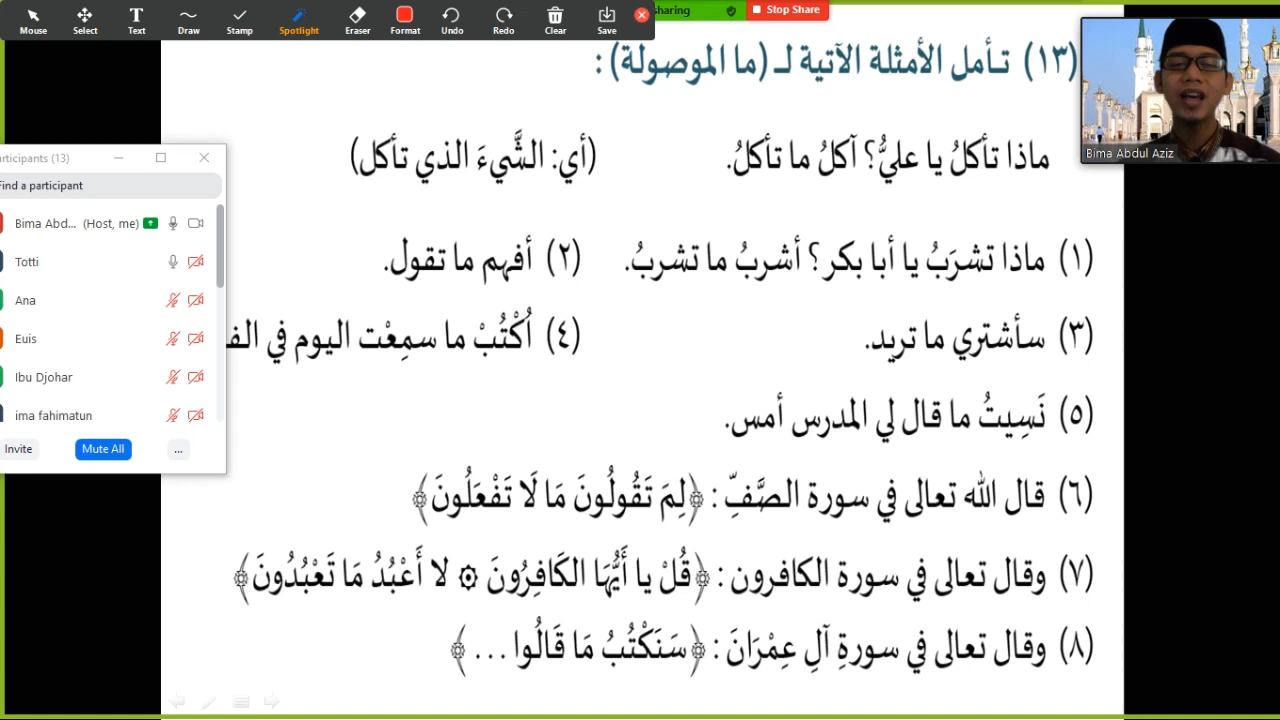 Mouse Select Text Draw Stamp Spotlight Eraser Format Undo Redo Clear Save
sharing Stop Share
(١٣) تـأمل الأمثلة الآتية لـ (ما الموصولة) :
Bima Abdul Aziz
ماذا تأكلُ يا عليُّ؟ آكلُ ما تأكلُ. (أي: الشَّيءَ الذي تأكل)
(١) ماذا تشرَبُ يا أبا بكر؟ أشربُ ما تشربُ. (٢) أفهم ما تقول.
(٣) سأشتري ما تريد. (٤) اُكْتُبْ ما سمِعْت اليوم في
(٥) نَسِيتُ ما قال لي المدرس أمس.
(٦) قال الله تعالى في سورة الصَّفِّ : ﴿لِمَ تَقُولُونَ مَا لَا تَفْعَلُونَ﴾
(٧) وقال تعالى في سورة الكافرون : ﴿قُلْ يا أَيُّهَا الكَافِرُونَ ۞ لا أَعْبُدُ مَا تَعْبُدُونَ﴾
(٨) وقال تعالى في سورةِ آلِ عِمْرَانَ : ﴿سَنَكْتُبُ مَا قَالُوا ... ﴾
articipants (13)
Find a participant
Bima Abd... (Host, me)
Totti
Ana
Euis
Ibu Djohar
ima fahimatun
Invite Mute All ...